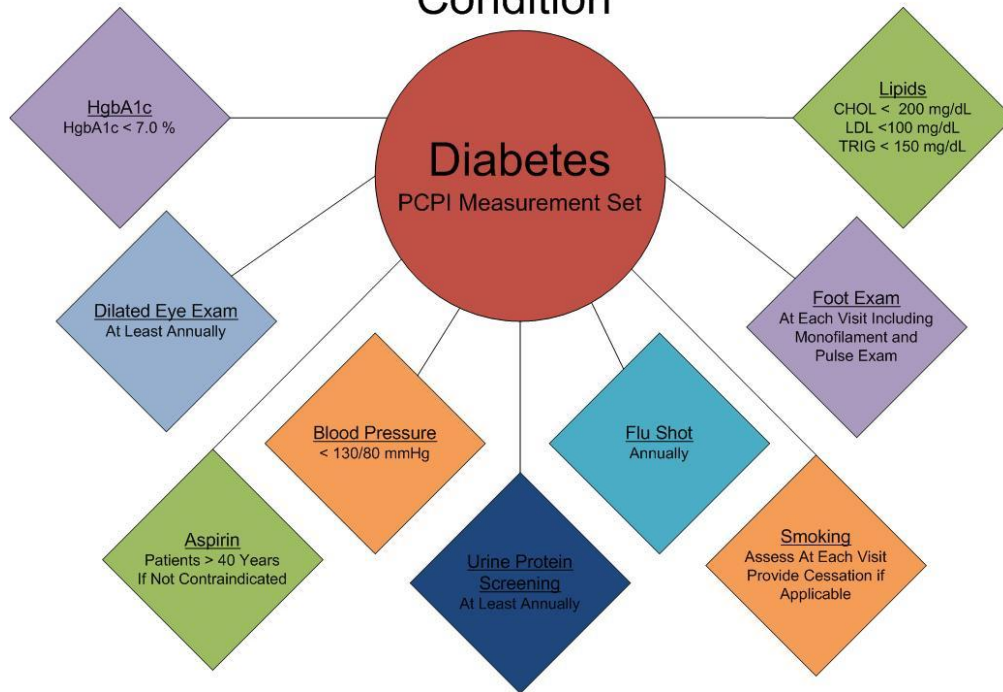 Condition
Diabetes
PCPI Measurement Set
HgbA1c
HgbA1c < 7.0 %
Lipids
CHOL <  200 mg/dL
LDL <100 mg/dL
TRIG < 150 mg/dL
Dilated Eye Exam
At Least Annually
Foot Exam
At Each Visit Including
Monofilament and
Pulse Exam
Blood Pressure
< 130/80 mmHg
Flu Shot
Annually
Aspirin
Patients > 40 Years
If Not Contraindicated
Urine Protein
Screening
At Least Annually
Smoking
Assess At Each Visit
Provide Cessation if
Applicable